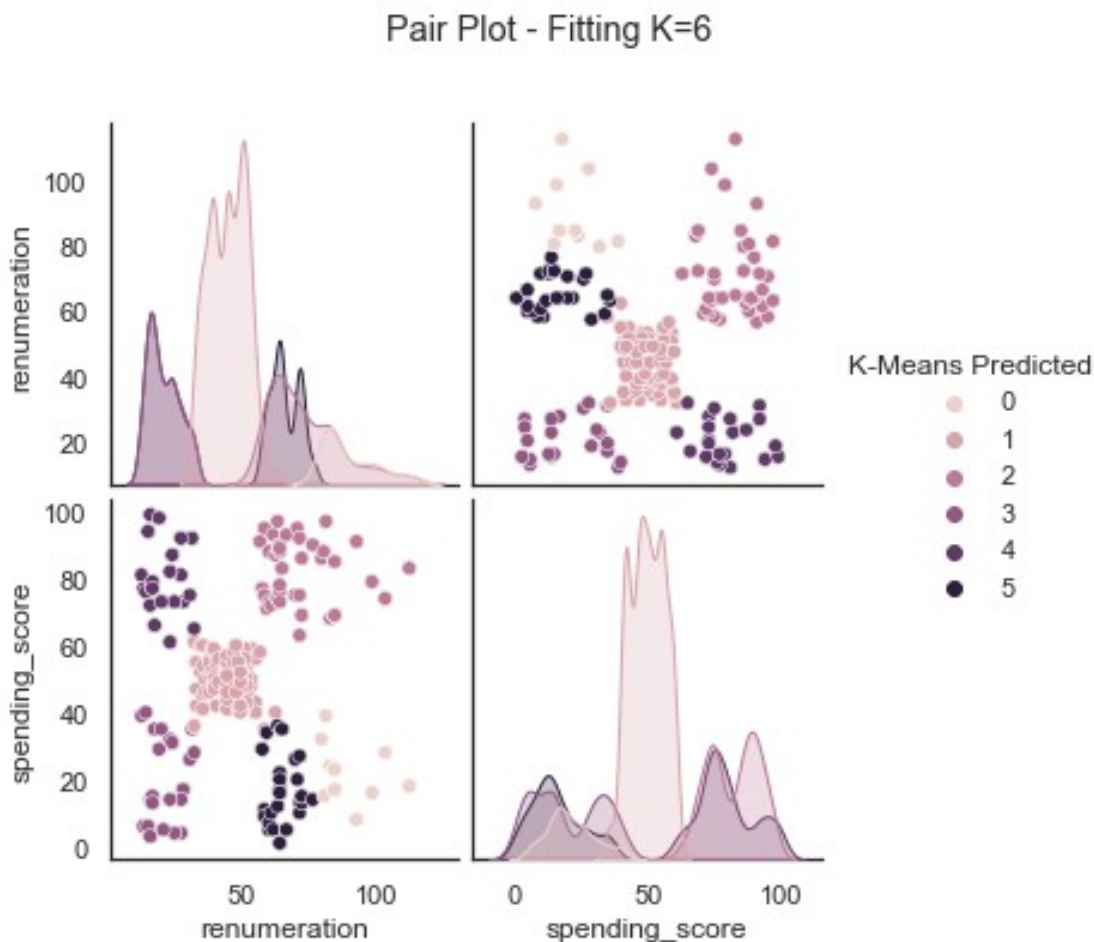 Pair Plot - Fitting K=6
renumeration
100
80
60
40
20
spending_score
100
80
60
40
20
0
50 100
renumeration
0 50 100
spending_score
K-Means Predicted
0
1
2
3
4
5